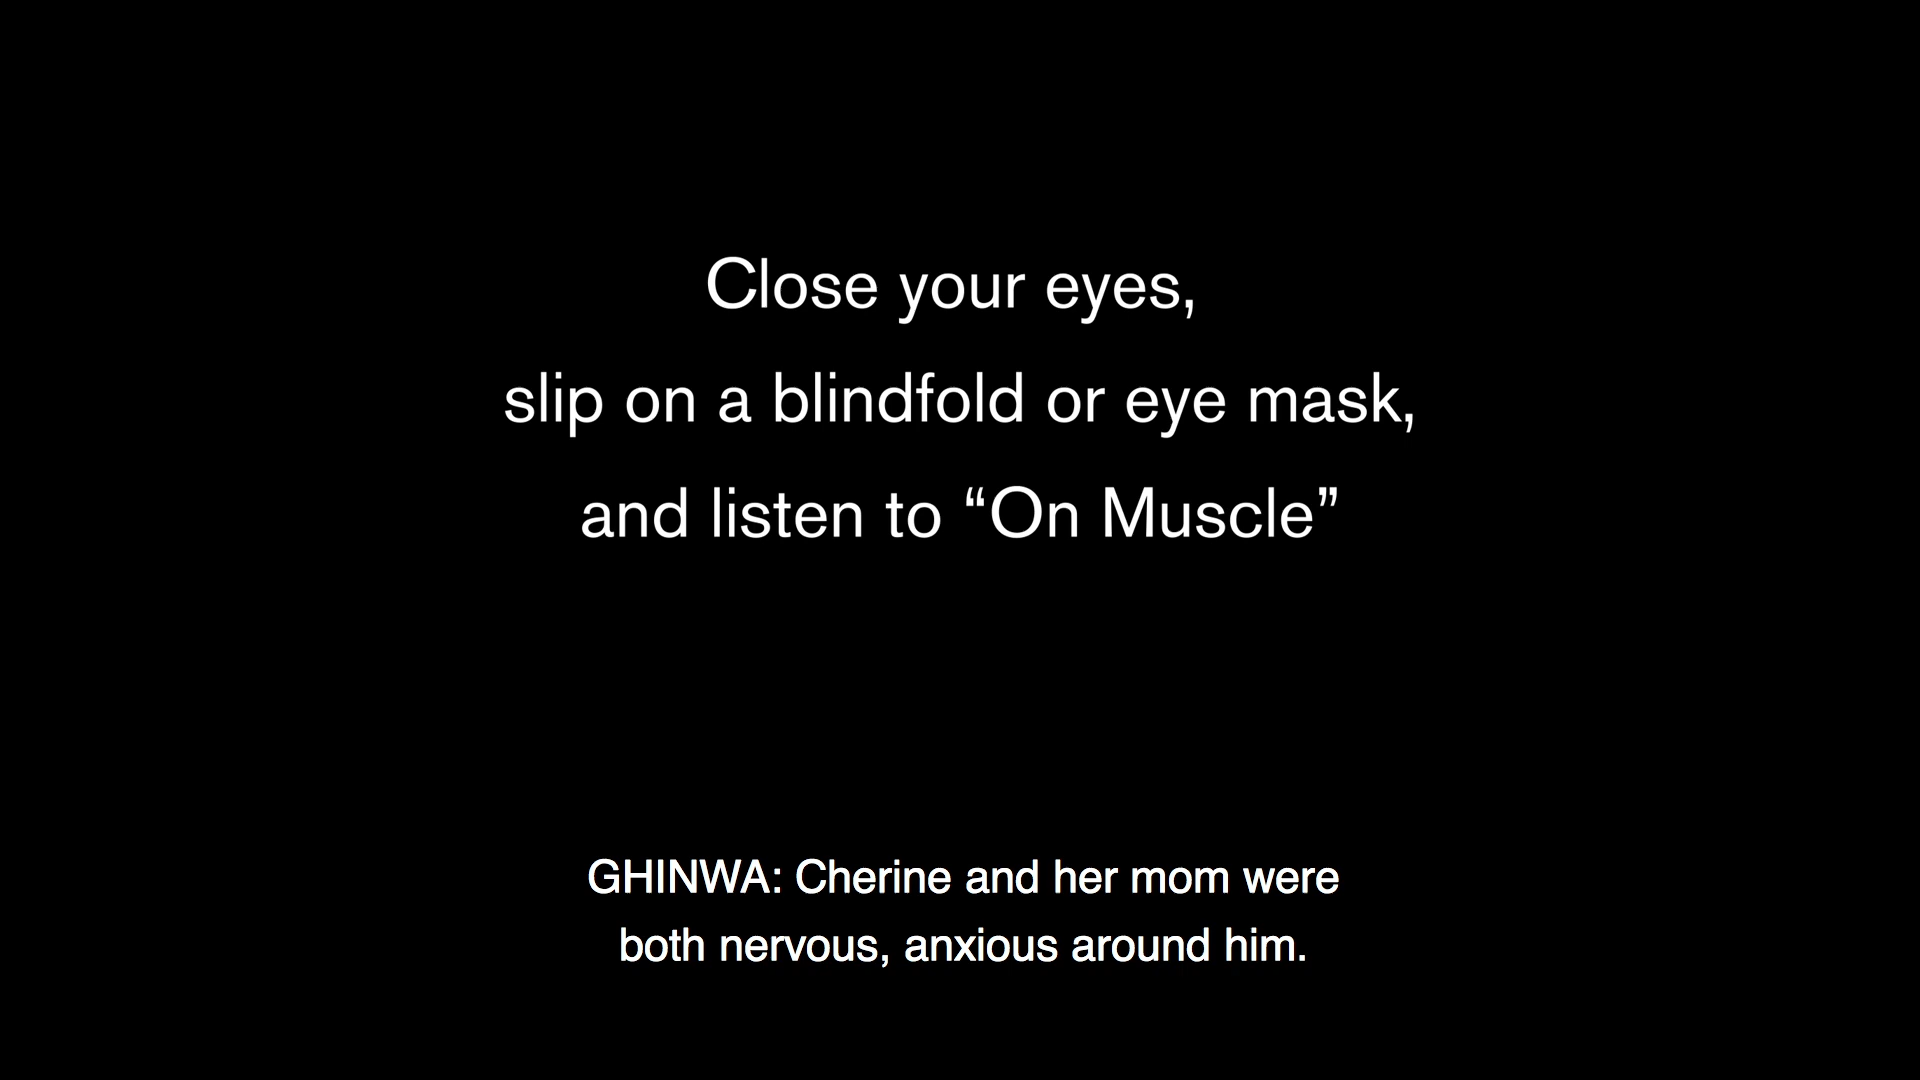 Close your eyes,
slip on a blindfold or eye mask,
and listen to “On Muscle”
GHINWA: Cherine and her mom were
both nervous, anxious around him.